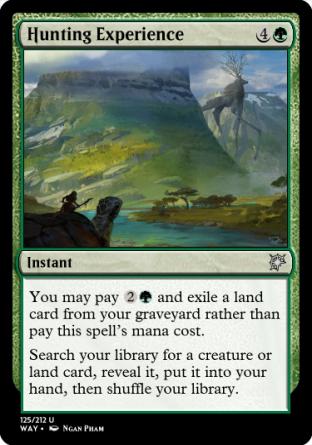 Hunting Experience 4
Instant
You may pay 2 and exile a land
card from your graveyard rather than
pay this spell's mana cost.
Search your library for a creature or
land card, reveal it, put it into your
hand, then shuffle your library.
125/212 U
WAY • Ngan Pham